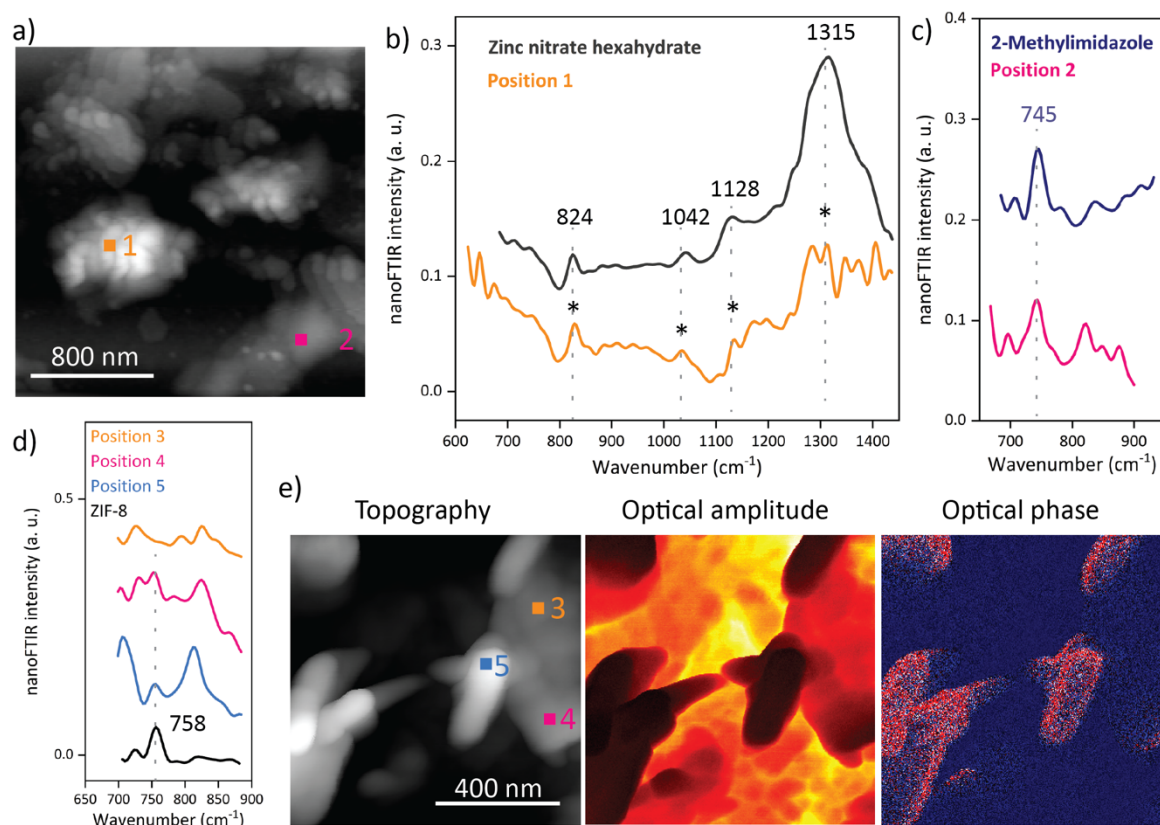 a)
1
2
800 nm
b)
Zinc nitrate hexahydrate
Position 1
1315
824
1042
1128
*
*
*
*
nanoFTIR intensity (a. u.)
0.3
0.2
0.1
0.0
600 700 800 900 1000 1100 1200 1300 1400
Wavenumber (cm⁻¹)
c)
2-Methylimidazole
Position 2
745
nanoFTIR intensity (a. u.)
0.4
0.3
0.2
0.1
0.0
700 800 900
Wavenumber (cm⁻¹)
d)
Position 3
Position 4
Position 5
ZIF-8
758
nanoFTIR intensity (a. u.)
0.5
0.0
650 700 750 800 850 900
Wavenumber (cm⁻¹)
e)
Topography
Optical amplitude
Optical phase
3
5
4
400 nm